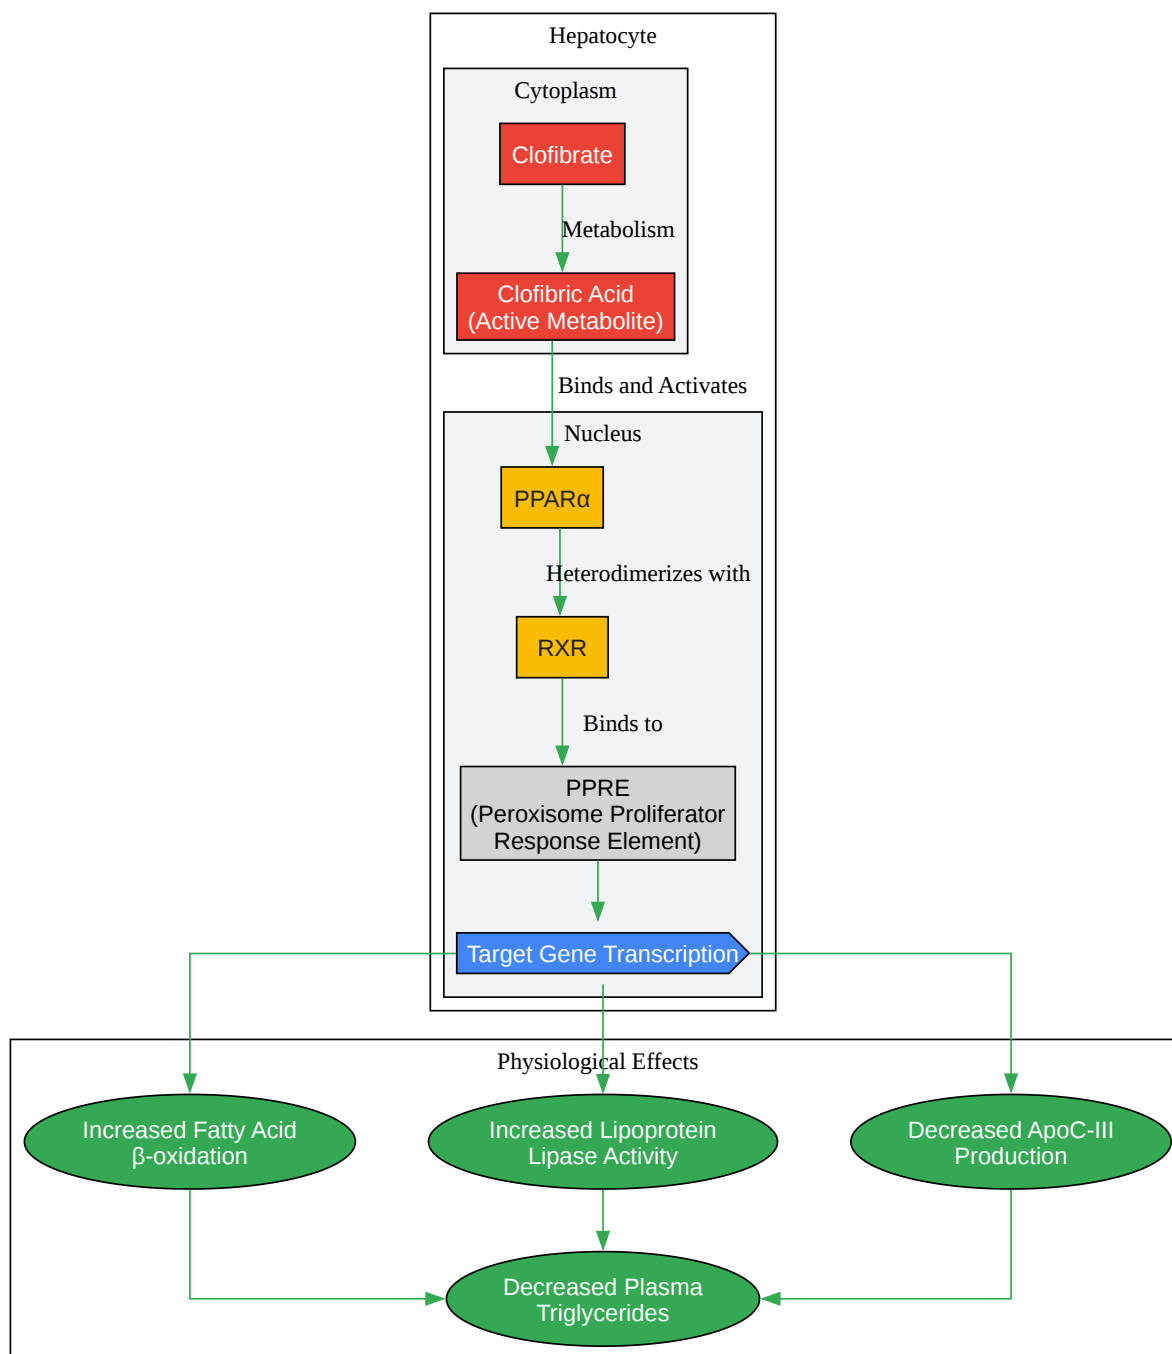 Hepatocyte
Cytoplasm
Clofibrate
Metabolism
Clofibric Acid
(Active Metabolite)
Binds and Activates
Nucleus
PPARα
Heterodimerizes with
RXR
Binds to
PPRE
(Peroxisome Proliferator
Response Element)
Target Gene Transcription
Physiological Effects
Increased Fatty Acid
β-oxidation
Increased Lipoprotein
Lipase Activity
Decreased ApoC-III
Production
Decreased Plasma
Triglycerides